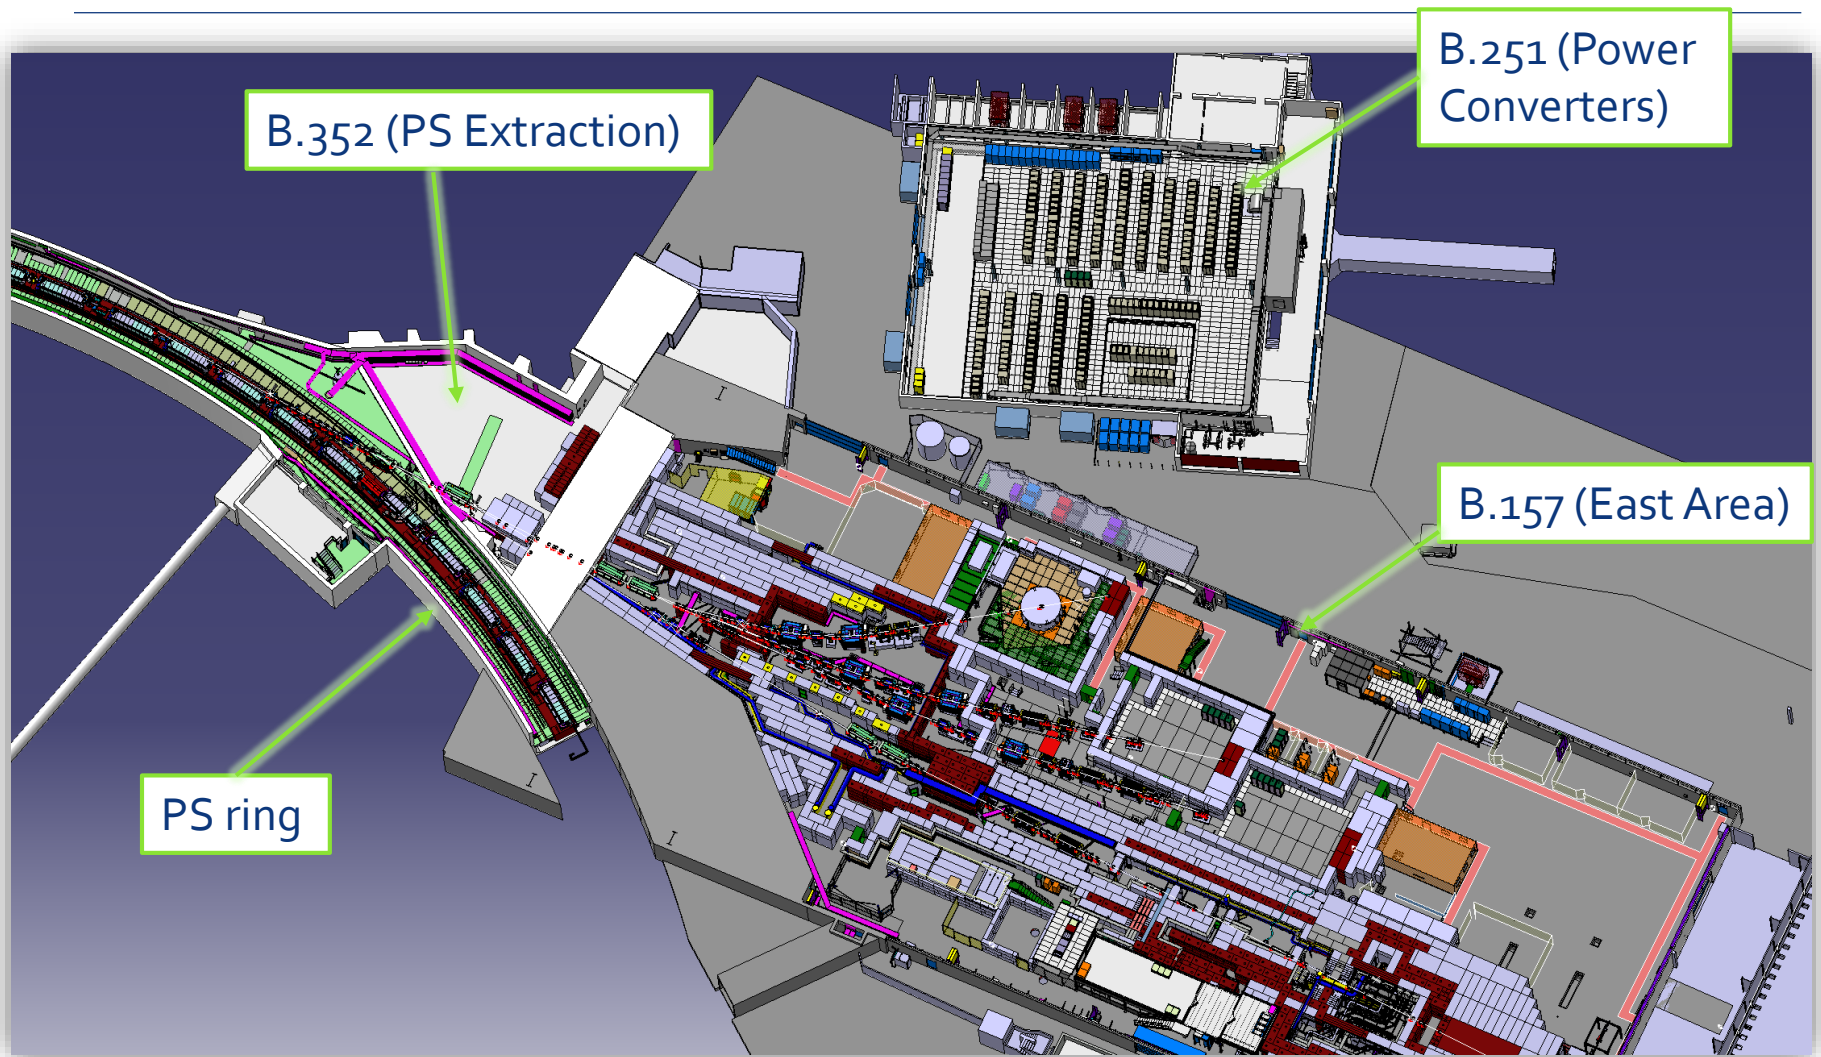 B.251 (Power
Converters)
B.352 (PS Extraction)
B.157 (East Area)
PS ring